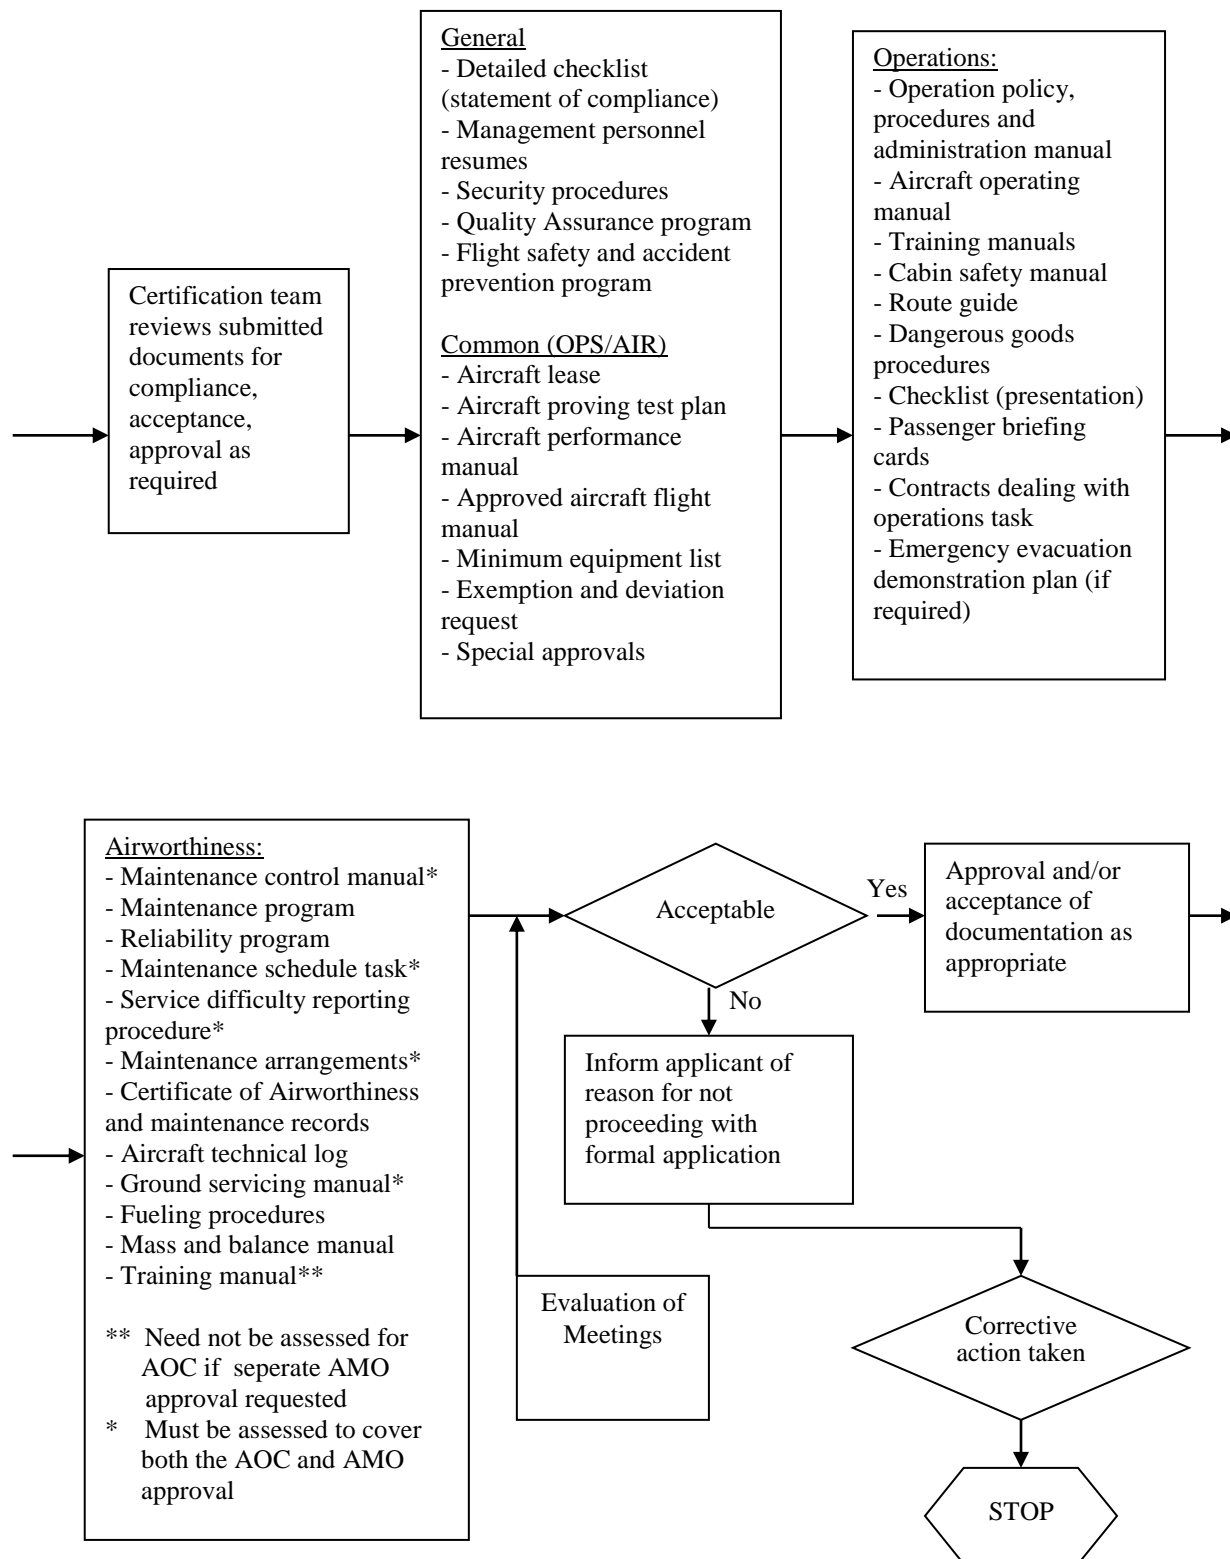 Certification team
reviews submitted
documents for
compliance,
acceptance,
approval as
required
General
- Detailed checklist
(statement of compliance)
- Management personnel
resumes
- Security procedures
- Quality Assurance program
- Flight safety and accident
prevention program
Common (OPS/AIR)
- Aircraft lease
- Aircraft proving test plan
- Aircraft performance
manual
- Approved aircraft flight
manual
- Minimum equipment list
- Exemption and deviation
request
- Special approvals
Operations:
- Operation policy,
procedures and
administration manual
- Aircraft operating
manual
- Training manuals
- Cabin safety manual
- Route guide
- Dangerous goods
procedures
- Checklist (presentation)
- Passenger briefing
cards
- Contracts dealing with
operations task
- Emergency evacuation
demonstration plan (if
required)
Airworthiness:
- Maintenance control manual*
- Maintenance program
- Reliability program
- Maintenance schedule task*
- Service difficulty reporting
procedure*
- Maintenance arrangements*
- Certificate of Airworthiness
and maintenance records
- Aircraft technical log
- Ground servicing manual*
- Fueling procedures
- Mass and balance manual
- Training manual**
** Need not be assessed for
AOC if seperate AMO
approval requested
* Must be assessed to cover
both the AOC and AMO
approval
Acceptable
Yes
Approval and/or
acceptance of
documentation as
appropriate
No
Inform applicant of
reason for not
proceeding with
formal application
Evaluation of
Meetings
Corrective
action taken
STOP